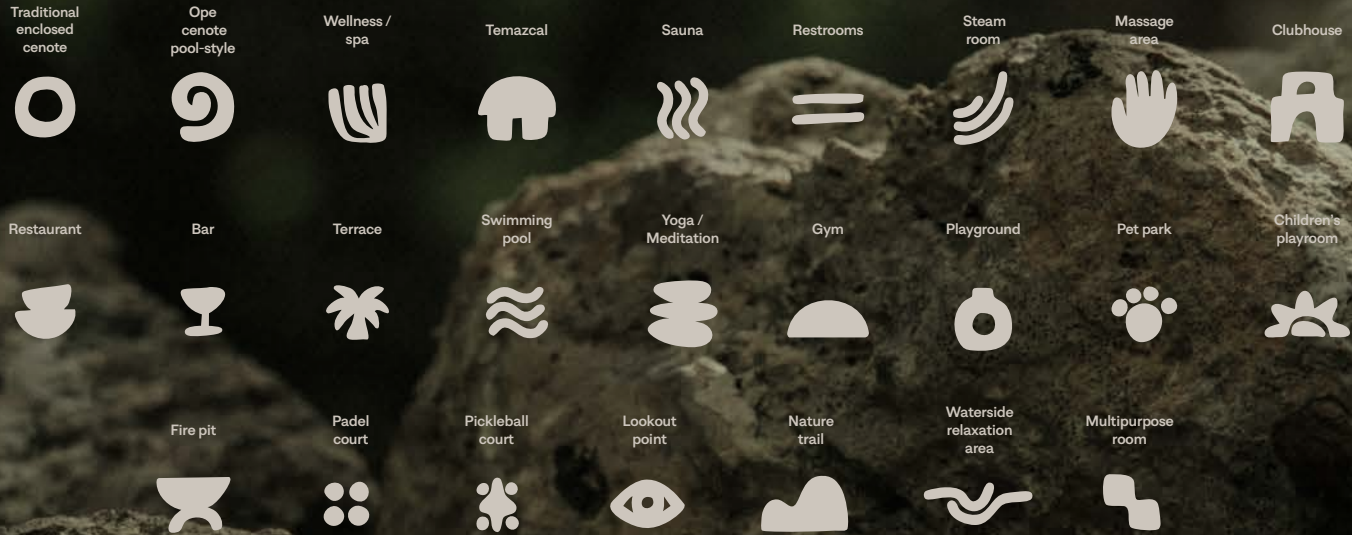 Traditional
enclosed
cenote
Ope
cenote
pool-style
Wellness /
spa
Temazcal
Sauna
Restrooms
Steam
room
Massage
area
Clubhouse
Restaurant
Bar
Terrace
Swimming
pool
Yoga /
Meditation
Gym
Playground
Pet park
Children's
playroom
Fire pit
Padel
court
Pickleball
court
Lookout
point
Nature
trail
Waterside
relaxation
area
Multipurpose
room